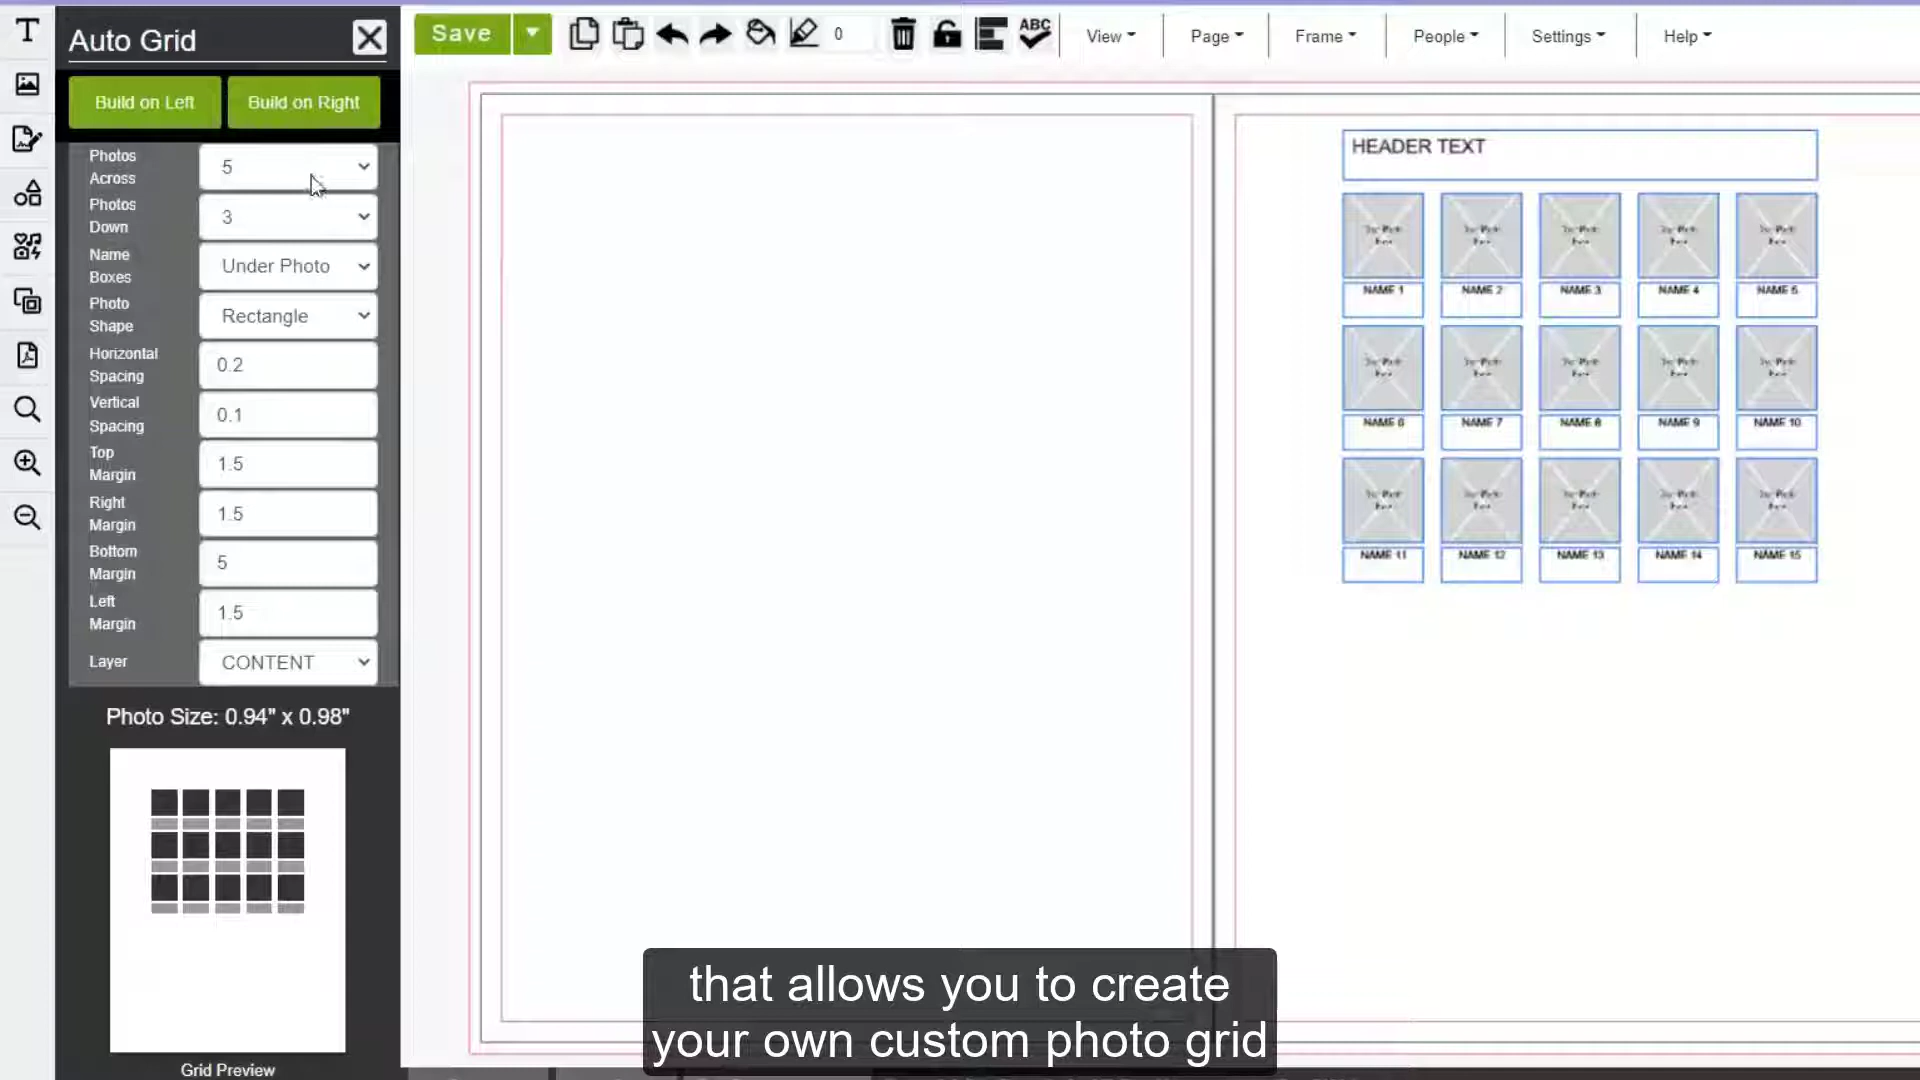 Auto Grid
Build on Left
Build on Right
Photos Across
5
Photos Down
3
Name Boxes
Under Photo
Photo Shape
Rectangle
Horizontal Spacing
0.2
Vertical Spacing
0.1
Top Margin
1.5
Right Margin
1.5
Bottom Margin
5
Left Margin
1.5
Layer
CONTENT
Photo Size: 0.94" x 0.98"
Grid Preview
Save
0
ABC
View
Page
Frame
People
Settings
Help
HEADER TEXT
NAME 1 NAME 2 NAME 3 NAME 4 NAME 5
NAME 6 NAME 7 NAME 8 NAME 9 NAME 10
NAME 11 NAME 12 NAME 13 NAME 14 NAME 15
that allows you to create
your own custom photo grid